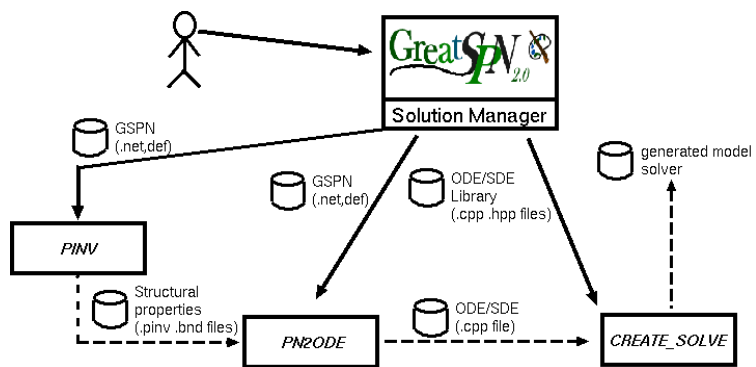 GreatSPN 2.0
Solution Manager
GSPN
(.net,def)
GSPN
(.net,def)
ODE/SDE
Library
(.cpp .hpp files)
generated model
solver
PINV
Structural
properties
(.pinv .bnd files)
PN2ODE
ODE/SDE
(.cpp file)
CREATE_SOLVE